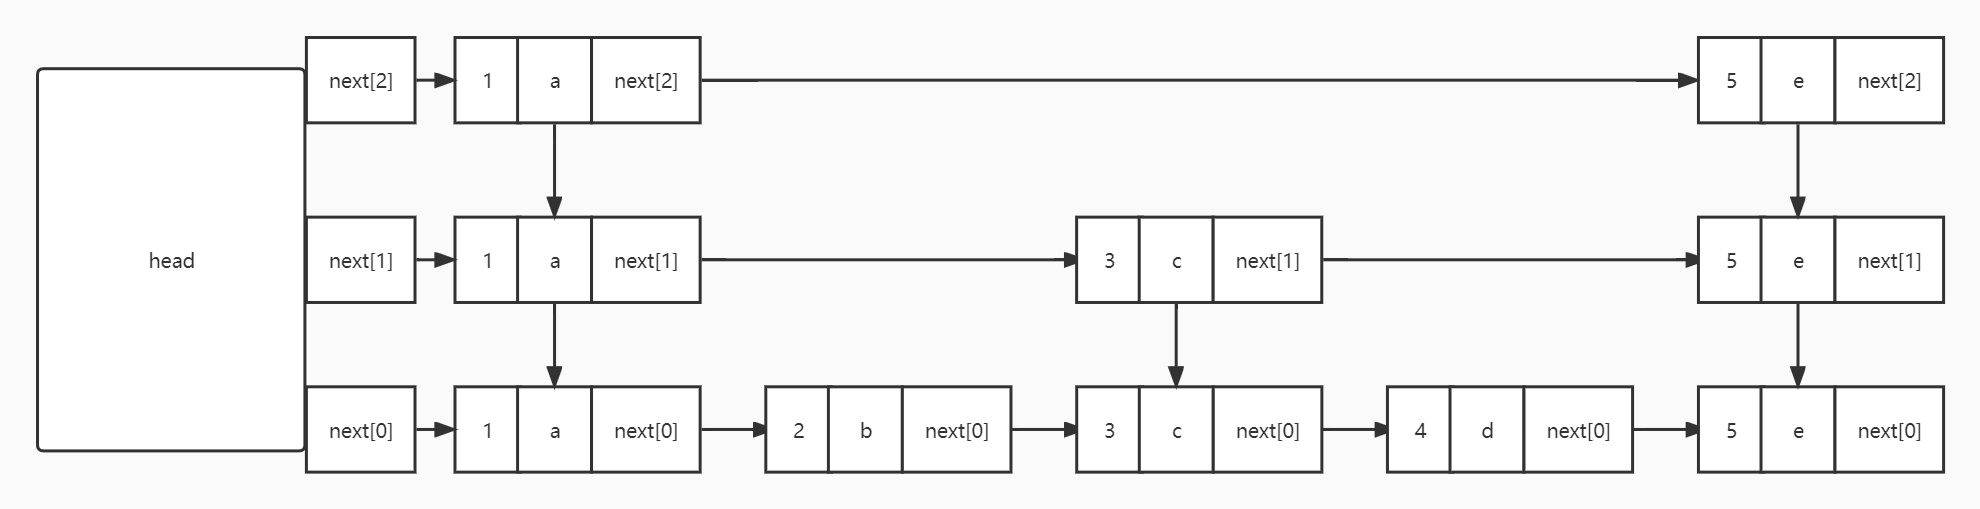 next[2] 1 a next[2] 5 e next[2]
head next[1] 1 a next[1] 3 c next[1] 5 e next[1]
next[0] 1 a next[0] 2 b next[0] 3 c next[0] 4 d next[0] 5 e next[0]